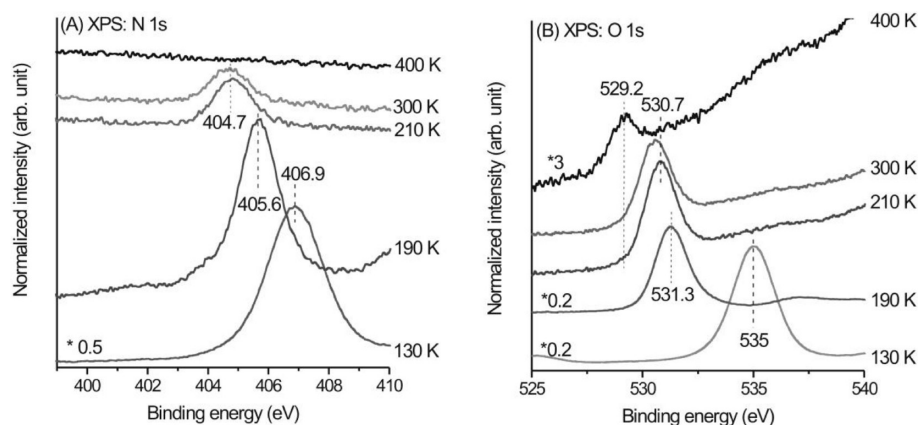 (A) XPS: N 1s
Normalized intensity (arb. unit)
400 K
300 K
404.7
210 K
406.9
405.6
190 K
* 0.5
130 K
400 402 404 406 408 410
Binding energy (eV)
(B) XPS: O 1s
Normalized intensity (arb. unit)
400 K
529.2
530.7
*3
300 K
210 K
*0.2
531.3
190 K
*0.2
535
130 K
525 530 535 540
Binding energy (eV)